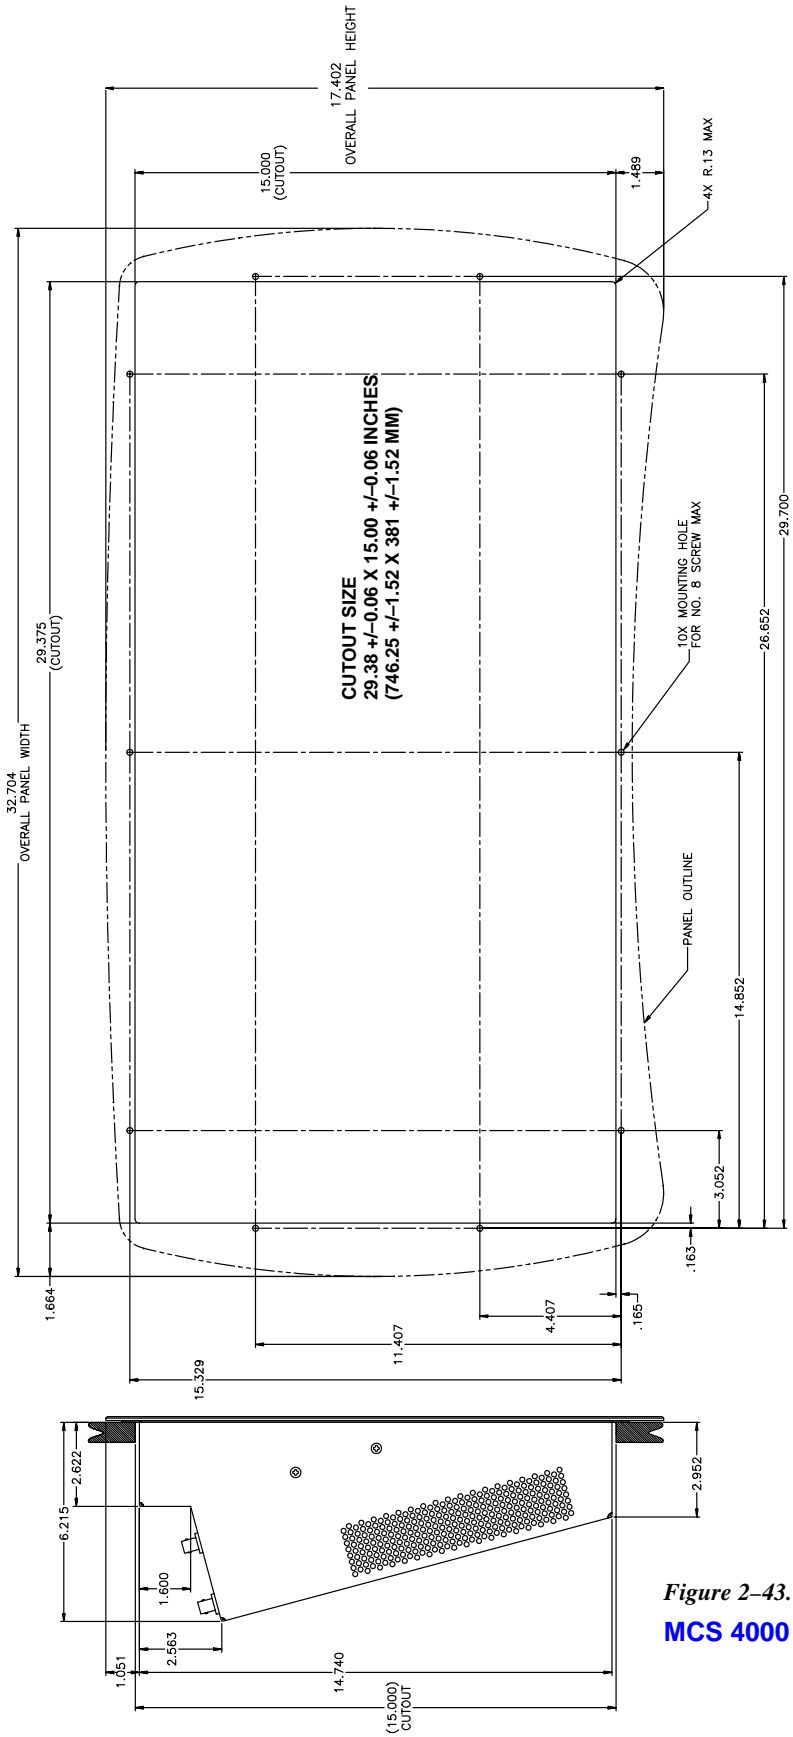 32.704
OVERALL PANEL WIDTH
29.375
(CUTOUT)
1.664
17.402
OVERALL PANEL HEIGHT
15.000
(CUTOUT)
1.489
4X R.13 MAX
CUTOUT SIZE
29.38 +/–0.06 X 15.00 +/–0.06 INCHES
(746.25 +/–1.52 X 381 +/–1.52 MM)
10X MOUNTING HOLE
FOR NO. 8 SCREW MAX
PANEL OUTLINE
29.700
26.652
14.852
3.052
.163
.165
4.407
11.407
15.329
2.622
6.215
1.600
2.563
1.051
14.740
(15.000)
CUTOUT
2.952
Figure 2–43.
MCS 4000